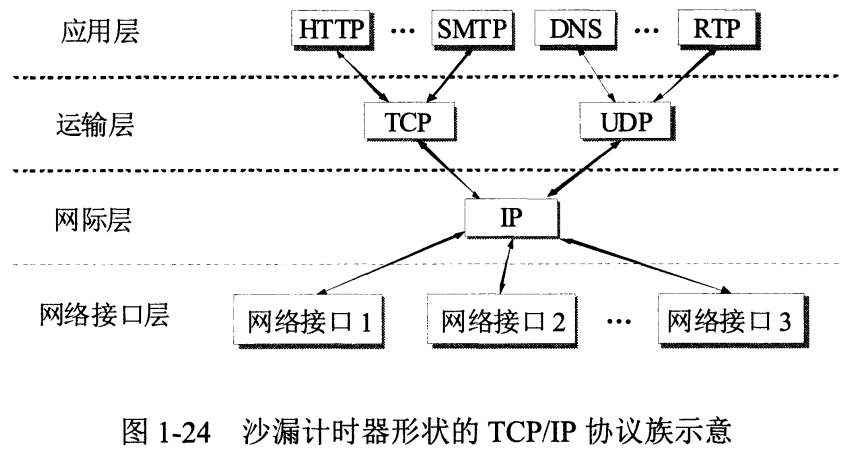 应用层 HTTP … SMTP DNS … RTP
运输层 TCP UDP
网际层 IP
网络接口层 网络接口 1 网络接口 2 … 网络接口 3
图 1-24 沙漏计时器形状的 TCP/IP 协议族示意